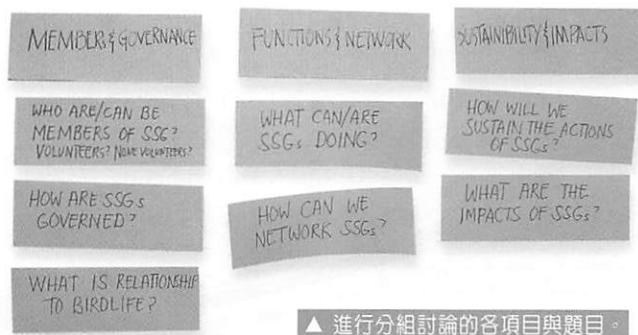 MEMBERS & GOVERNANCE
WHO ARE/CAN BE
MEMBERS OF SSG?
VOLUNTEERS? NONE VOLUNTEERS?
HOW ARE SSGs
GOVERNED?
WHAT IS RELATIONSHIP
TO BIRDLIFE?
FUNCTIONS & NETWORK
WHAT CAN/ARE
SSGs DOING?
HOW CAN WE
NETWORK SSGs?
SUSTAINIBILITY & IMPACTS
HOW WILL WE
SUSTAIN THE ACTIONS
OF SSGs?
WHAT ARE THE
IMPACTS OF SSGs?
▲ 進行分組討論的各項目與題目。